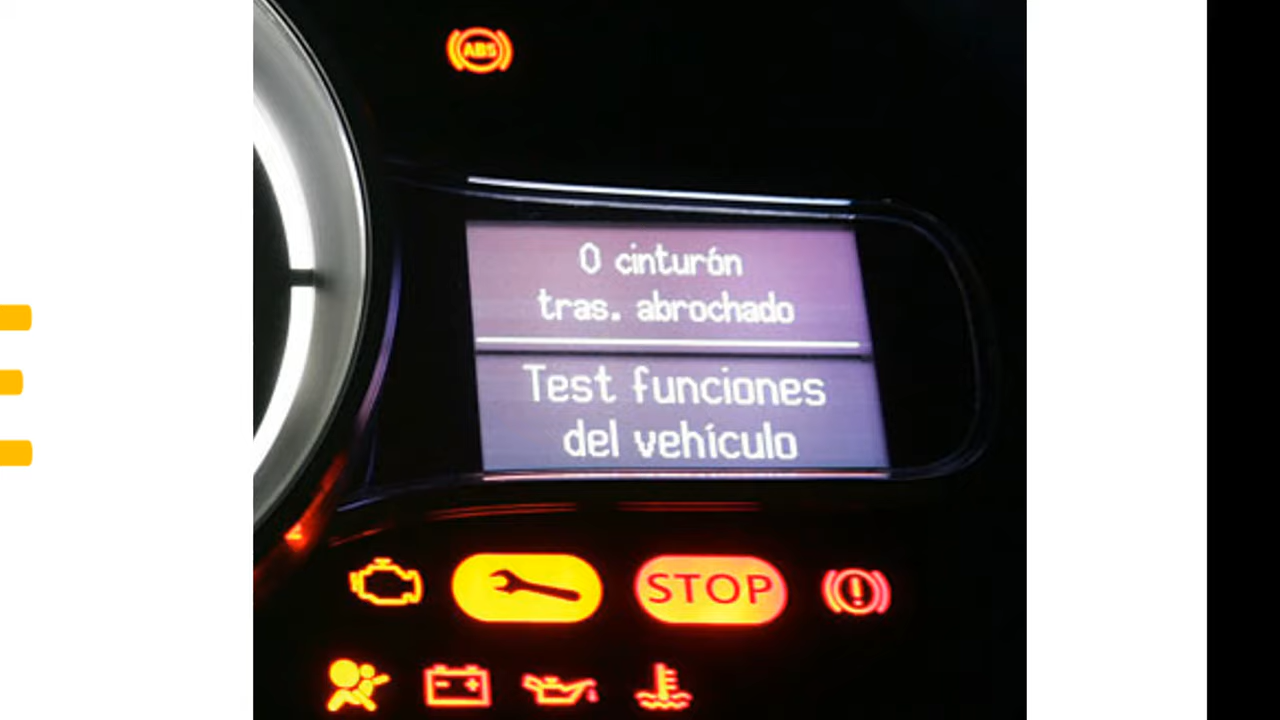 ABS
0 cinturón
tras. abrochado
Test funciones
del vehículo
STOP